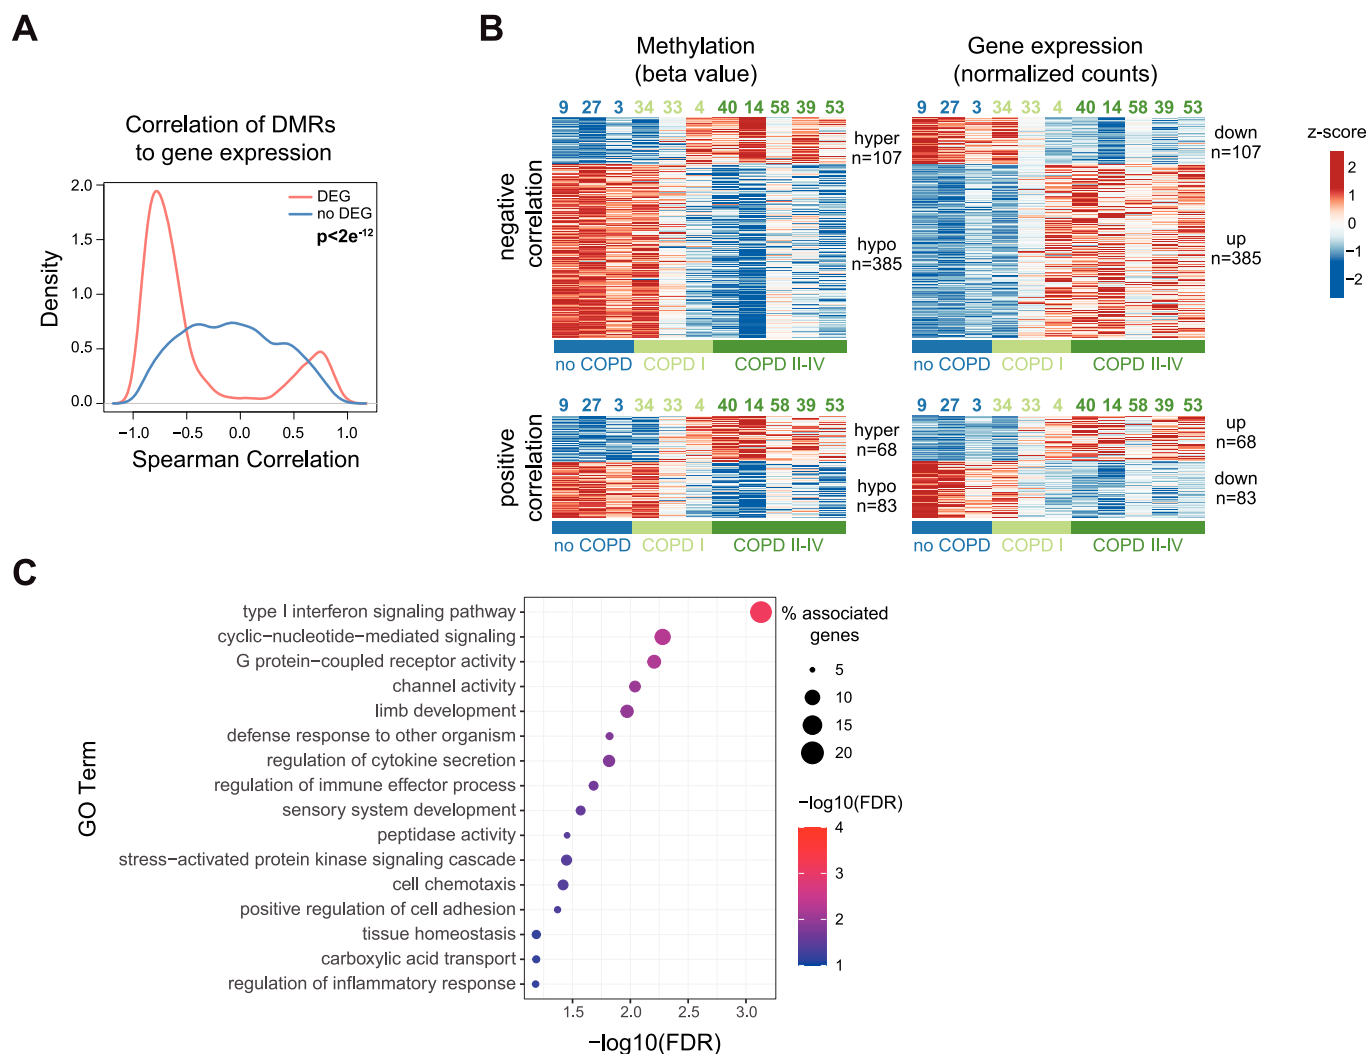 A
Correlation of DMRs
to gene expression
DEG
no DEG
p<2e-12
2.0
1.5
1.0
0.5
0.0
Density
−1.0 −0.5 0.0 0.5 1.0
Spearman Correlation
B
Methylation
(beta value)
Gene expression
(normalized counts)
9 27 3 34 33 4 40 14 58 39 53
9 27 3 34 33 4 40 14 58 39 53
negative
correlation
hyper
n=107
hypo
n=385
down
n=107
up
n=385
z-score
2
1
0
−1
−2
no COPD COPD I COPD II-IV
no COPD COPD I COPD II-IV
9 27 3 34 33 4 40 14 58 39 53
9 27 3 34 33 4 40 14 58 39 53
positive
correlation
hyper
n=68
hypo
n=83
up
n=68
down
n=83
no COPD COPD I COPD II-IV
no COPD COPD I COPD II-IV
C
GO Term
type I interferon signaling pathway
cyclic−nucleotide−mediated signaling
G protein−coupled receptor activity
channel activity
limb development
defense response to other organism
regulation of cytokine secretion
regulation of immune effector process
sensory system development
peptidase activity
stress−activated protein kinase signaling cascade
cell chemotaxis
positive regulation of cell adhesion
tissue homeostasis
carboxylic acid transport
regulation of inflammatory response
1.5 2.0 2.5 3.0
−log10(FDR)
% associated
genes
5
10
15
20
−log10(FDR)
4
3
2
1